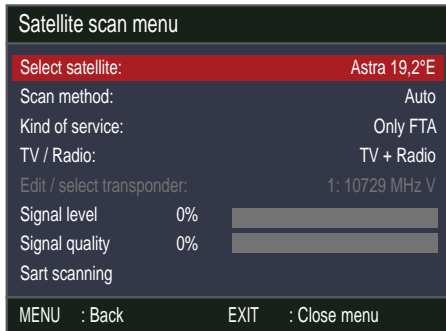 Satellite scan menu
Select satellite: Astra 19,2°E
Scan method: Auto
Kind of service: Only FTA
TV / Radio: TV + Radio
Edit / select transponder: 1: 10729 MHz V
Signal level 0%
Signal quality 0%
Sart scanning
MENU : Back EXIT : Close menu